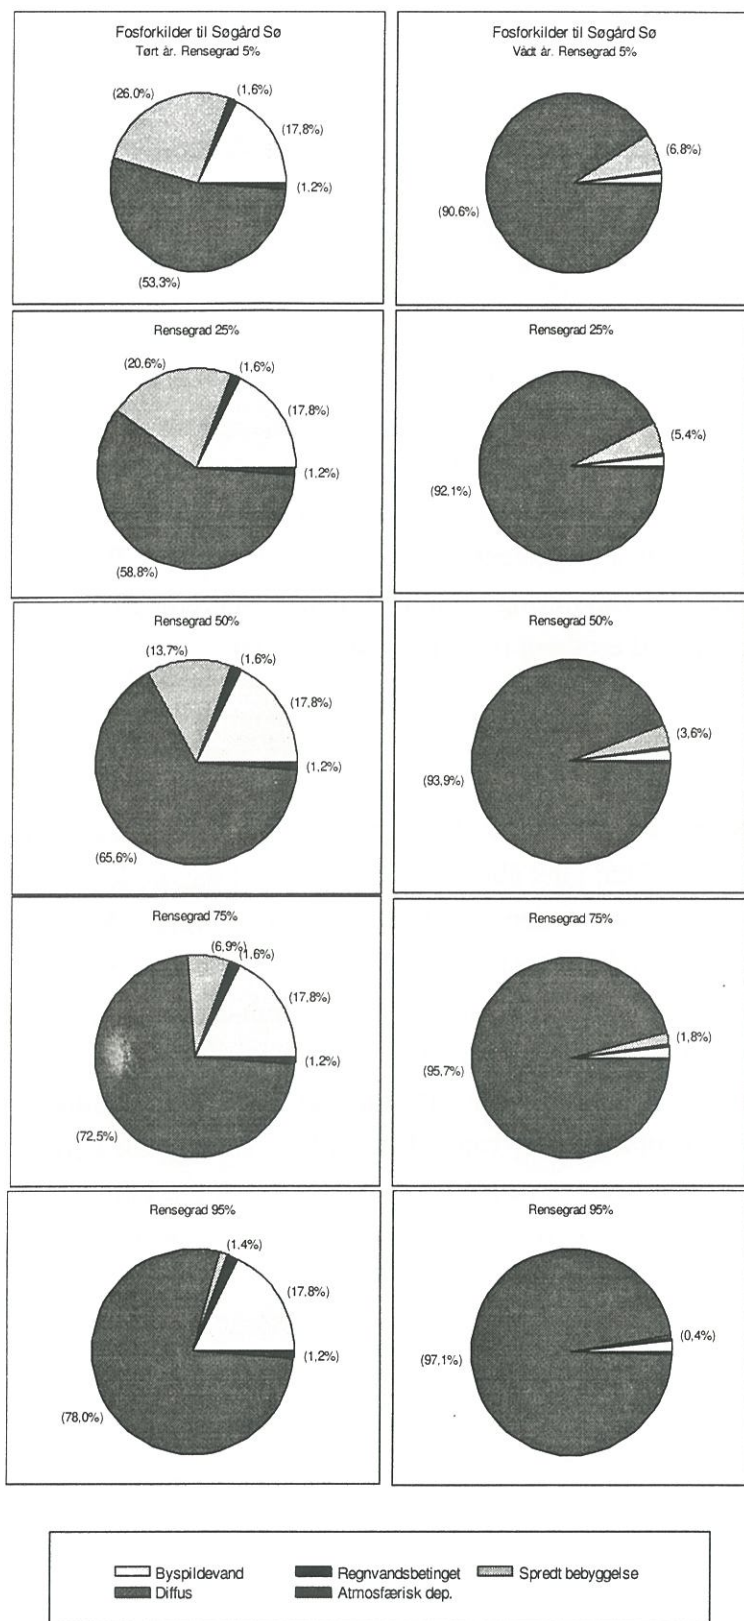 Fosforkilder til Søgård Sø
Tørt år. Rensegrad 5%
(26.0%)
(1,6%)
(17,8%)
(1.2%)
(53,3%)
Fosforkilder til Søgård Sø
Vådt år. Rensegrad 5%
(6.8%)
(90.6%)
Rensegrad 25%
(20.6%)
(1,6%)
(17,8%)
(1.2%)
(58.8%)
Rensegrad 25%
(5,4%)
(92,1%)
Rensegrad 50%
(13,7%)
(1,6%)
(17,8%)
(1,2%)
(65,6%)
Rensegrad 50%
(3,6%)
(93,9%)
Rensegrad 75%
(6,9%)
(1,6%)
(17,8%)
(1,2%)
(72,5%)
Rensegrad 75%
(1,8%)
(95,7%)
Rensegrad 95%
(1.4%)
(17.8%)
(1,2%)
(78,0%)
Rensegrad 95%
(0,4%)
(97,1%)
Byspildevand Regnvandsbetinget Spredt bebyggelse
Diffus Atmosfærisk dep.